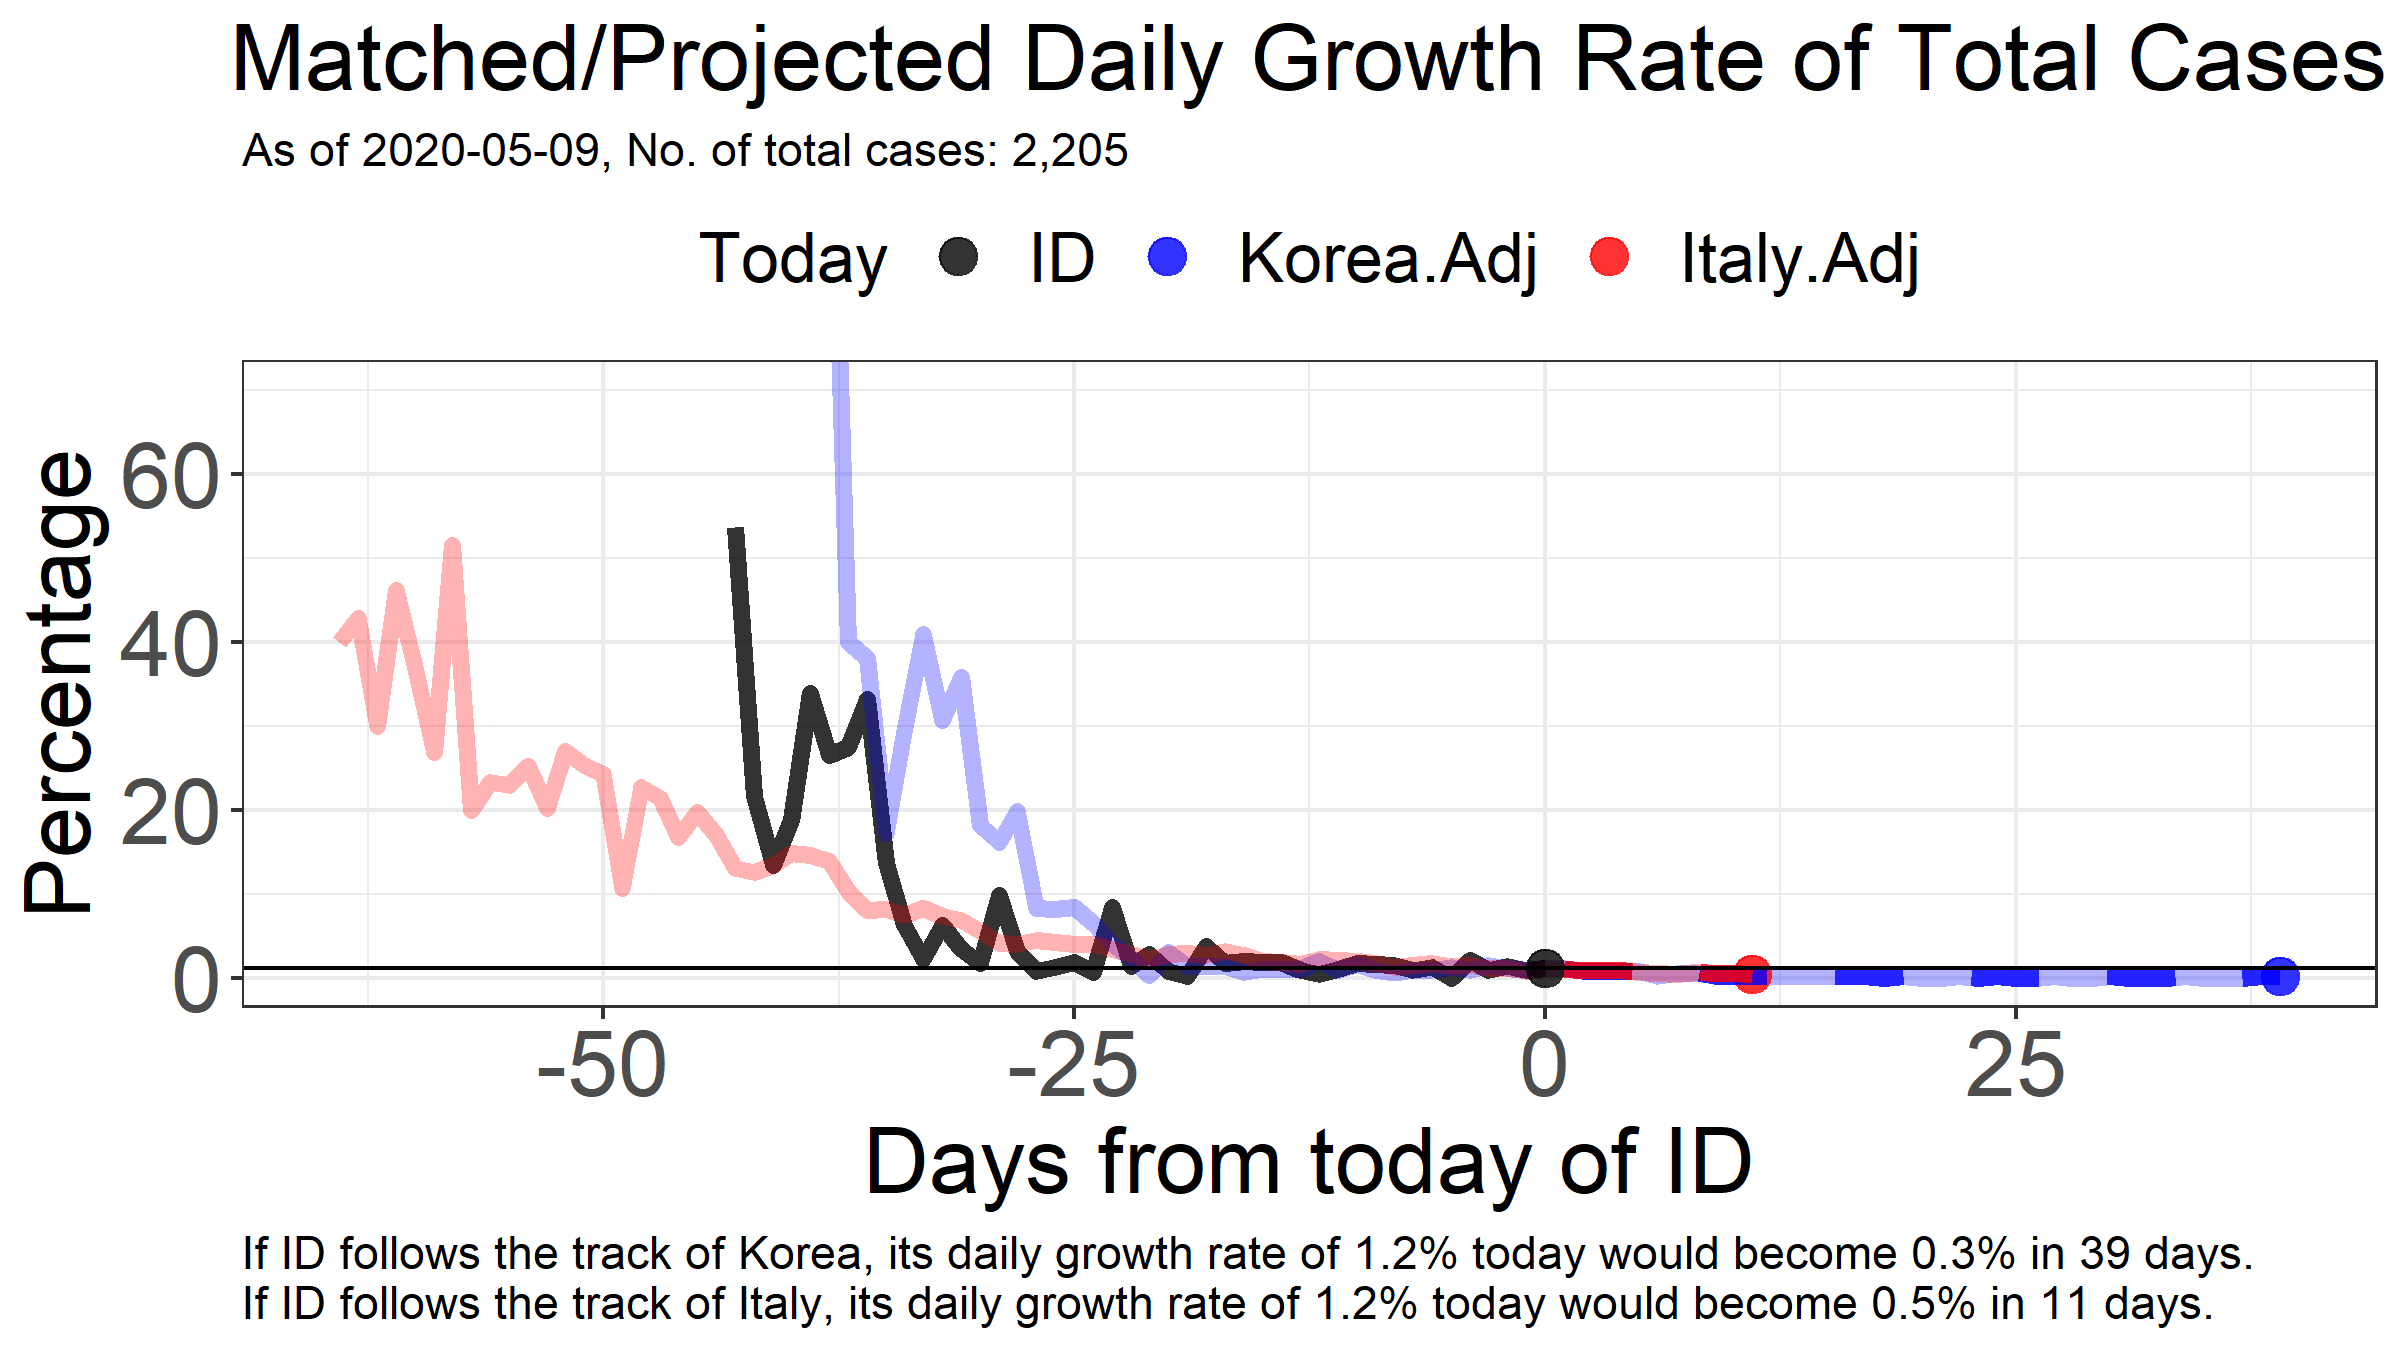 Matched/Projected Daily Growth Rate of Total Cases
As of 2020-05-09, No. of total cases: 2,205
Today ID Korea.Adj Italy.Adj
Percentage
60
40
20
0
-50 -25 0 25
Days from today of ID
If ID follows the track of Korea, its daily growth rate of 1.2% today would become 0.3% in 39 days.
If ID follows the track of Italy, its daily growth rate of 1.2% today would become 0.5% in 11 days.